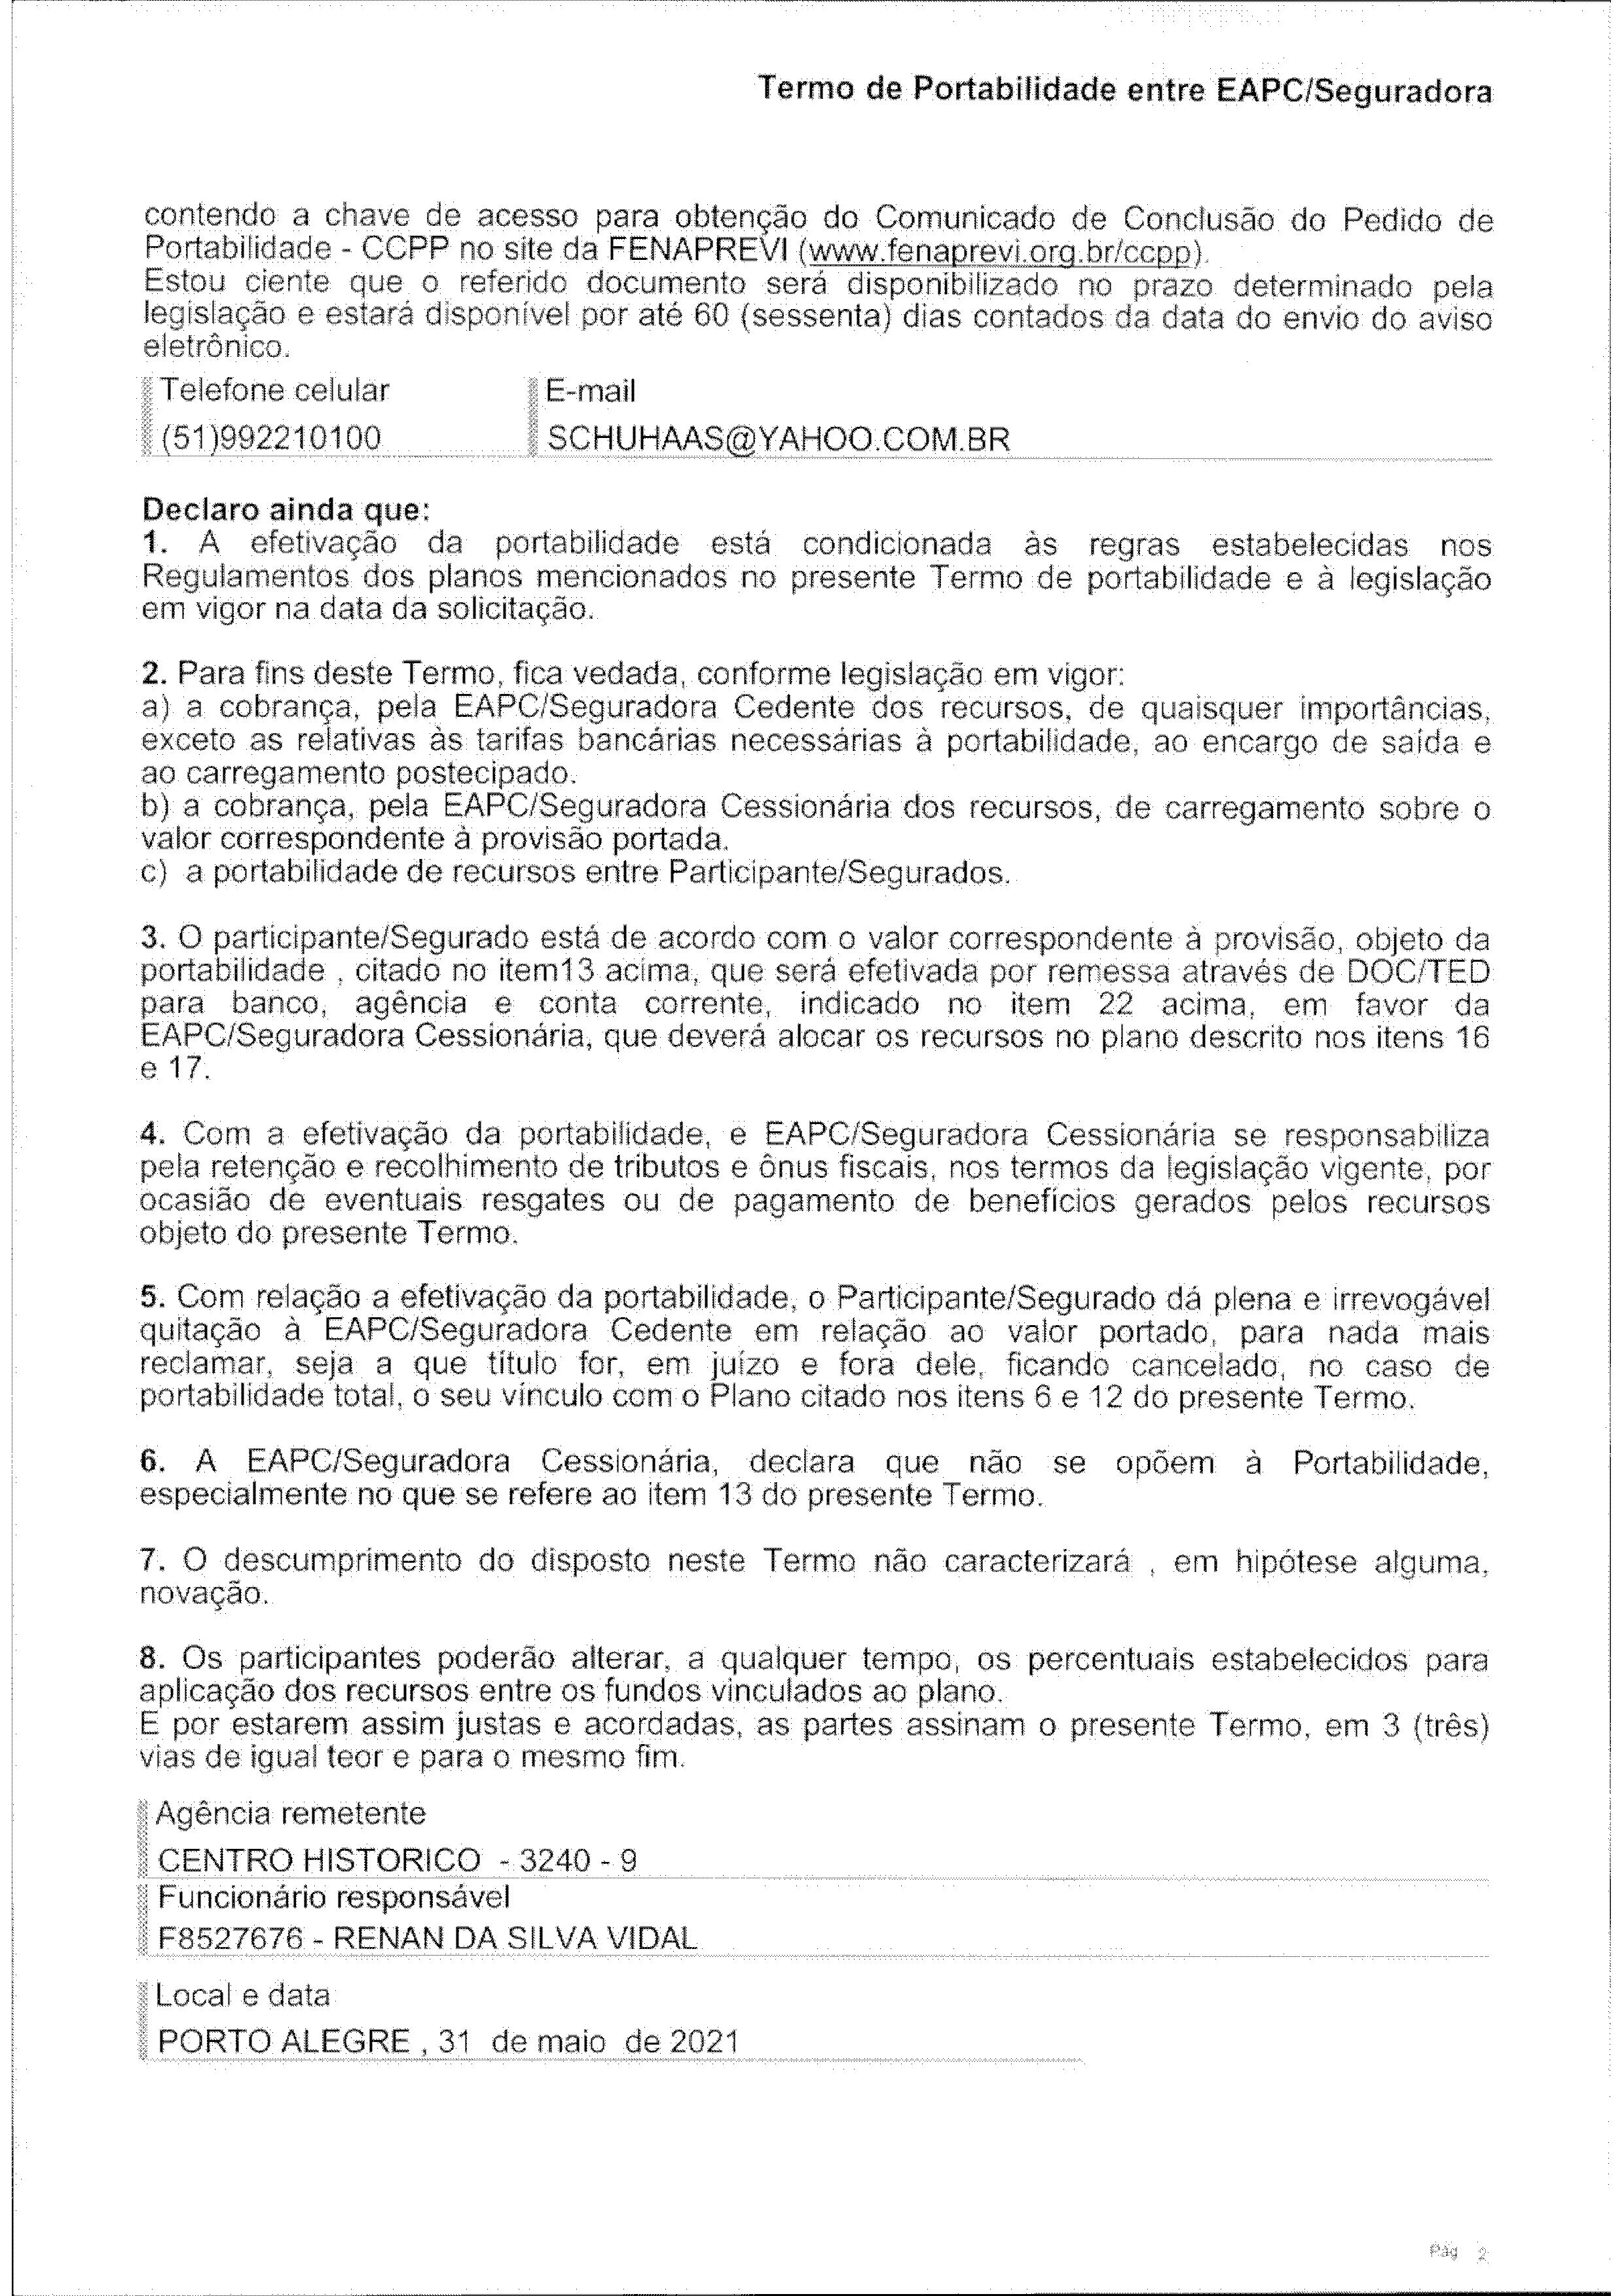 Termo de Portabilidade entre EAPC/Seguradora
contendo a chave de acesso para obtenção do Comunicado de Conclusão do Pedido de
Portabilidade - CCPP no site da FENAPREVI (www.fenaprevi.org.br/ccpp).
Estou ciente que o referido documento será disponibilizado no prazo determinado pela
legislação e estará disponível por até 60 (sessenta) dias contados da data do envio do aviso
eletrônico.
Telefone celular E-mail
(51)992210100 SCHUHAAS@YAHOO.COM.BR
Declaro ainda que:
1. A efetivação da portabilidade está condicionada às regras estabelecidas nos
Regulamentos dos planos mencionados no presente Termo de portabilidade e à legislação
em vigor na data da solicitação.
2. Para fins deste Termo, fica vedada, conforme legislação em vigor:
a) a cobrança, pela EAPC/Seguradora Cedente dos recursos, de quaisquer importâncias,
exceto as relativas às tarifas bancárias necessárias à portabilidade, ao encargo de saída e
ao carregamento postecipado.
b) a cobrança, pela EAPC/Seguradora Cessionária dos recursos, de carregamento sobre o
valor correspondente à provisão portada.
c) a portabilidade de recursos entre Participante/Segurados.
3. O participante/Segurado está de acordo com o valor correspondente à provisão, objeto da
portabilidade , citado no item13 acima, que será efetivada por remessa através de DOC/TED
para banco, agência e conta corrente, indicado no item 22 acima, em favor da
EAPC/Seguradora Cessionária, que deverá alocar os recursos no plano descrito nos itens 16
e 17.
4. Com a efetivação da portabilidade, e EAPC/Seguradora Cessionária se responsabiliza
pela retenção e recolhimento de tributos e ônus fiscais, nos termos da legislação vigente, por
ocasião de eventuais resgates ou de pagamento de benefícios gerados pelos recursos
objeto do presente Termo.
5. Com relação a efetivação da portabilidade, o Participante/Segurado dá plena e irrevogável
quitação à EAPC/Seguradora Cedente em relação ao valor portado, para nada mais
reclamar, seja a que título for, em juízo e fora dele, ficando cancelado, no caso de
portabilidade total, o seu vínculo com o Plano citado nos itens 6 e 12 do presente Termo.
6. A EAPC/Seguradora Cessionária, declara que não se opõem à Portabilidade,
especialmente no que se refere ao item 13 do presente Termo.
7. O descumprimento do disposto neste Termo não caracterizará , em hipótese alguma,
novação.
8. Os participantes poderão alterar, a qualquer tempo, os percentuais estabelecidos para
aplicação dos recursos entre os fundos vinculados ao plano.
E por estarem assim justas e acordadas, as partes assinam o presente Termo, em 3 (três)
vias de igual teor e para o mesmo fim.
Agência remetente
CENTRO HISTORICO - 3240 - 9
Funcionário responsável
F8527676 - RENAN DA SILVA VIDAL
Local e data
PORTO ALEGRE , 31 de maio de 2021
Pág 2